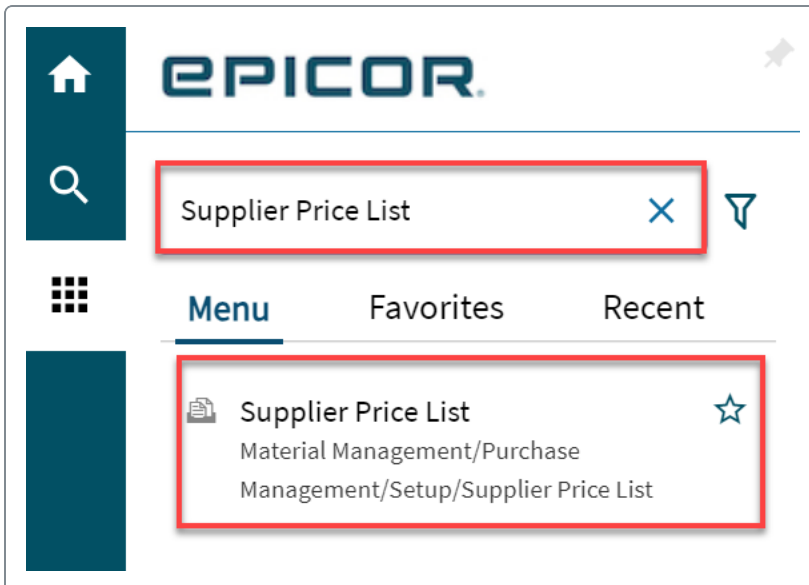 EPICOR.
Supplier Price List
Menu Favorites Recent
Supplier Price List
Material Management/Purchase
Management/Setup/Supplier Price List